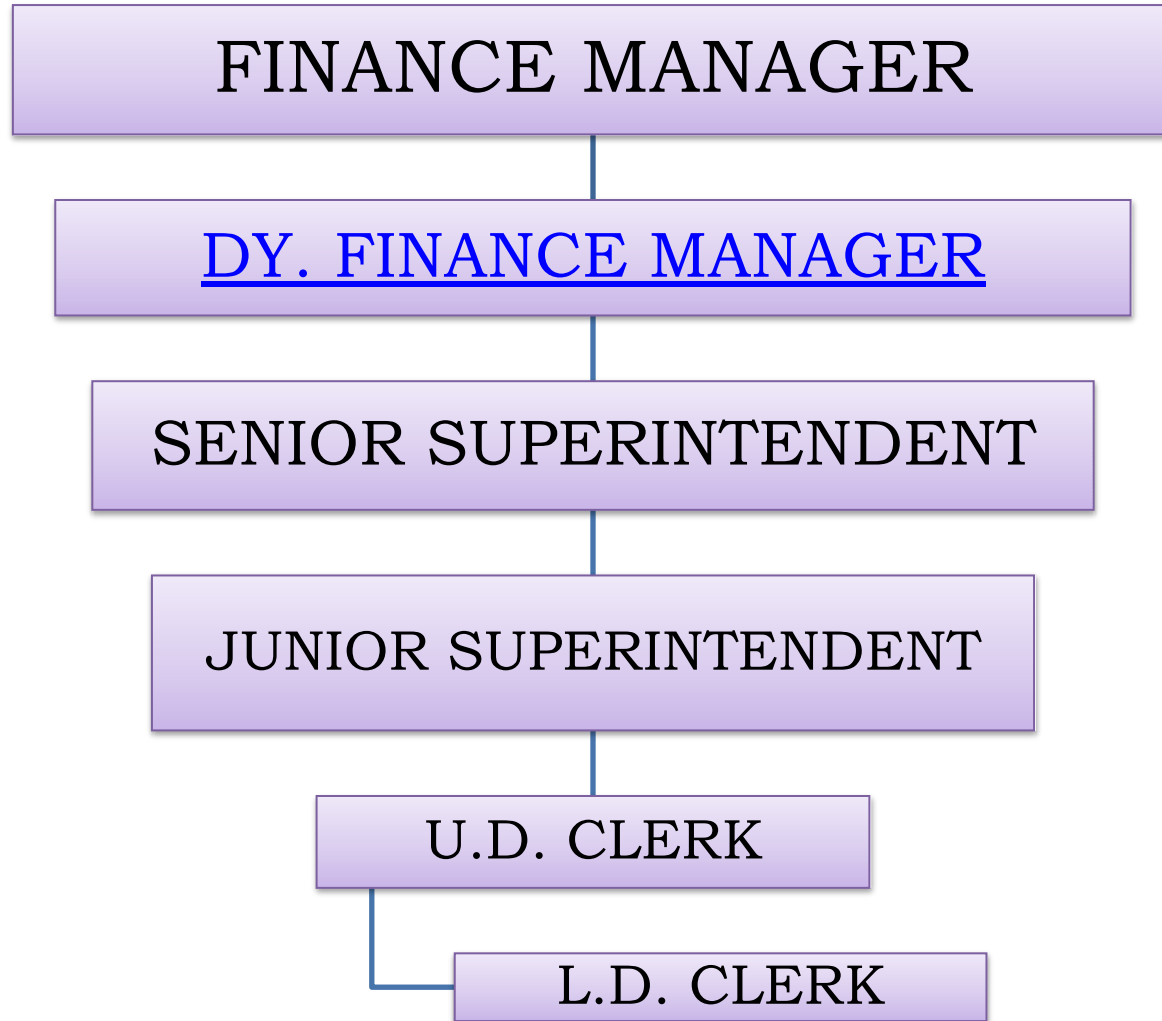 FINANCE MANAGER
DY. FINANCE MANAGER
SENIOR SUPERINTENDENT
JUNIOR SUPERINTENDENT
U.D. CLERK
L.D. CLERK